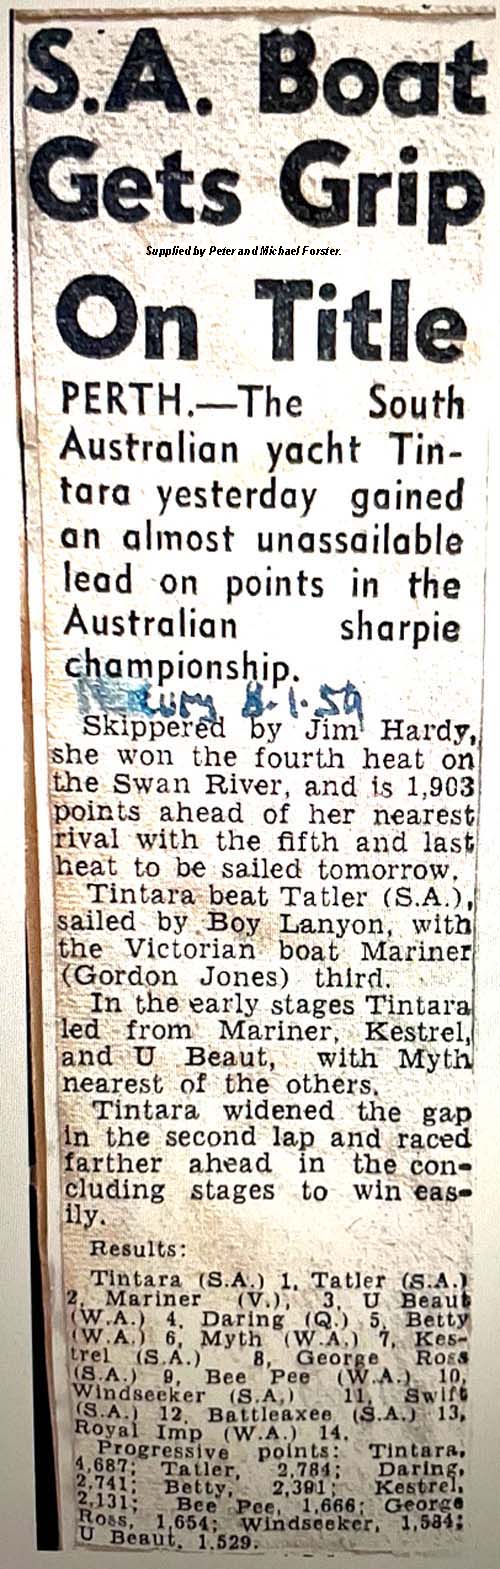 S.A. Boat
Gets Grip
Supplied by Peter and Michael Forster.
On Title
PERTH.—The South
Australian yacht Tin-
tara yesterday gained
an almost unassailable
lead on points in the
Australian sharpie
championship.
8.1.59
Skippered by Jim Hardy,
she won the fourth heat on
the Swan River, and is 1,903
points ahead of her nearest
rival with the fifth and last
heat to be sailed tomorrow.
Tintara beat Tatler (S.A.),
sailed by Boy Lanyon, with
the Victorian boat Mariner
(Gordon Jones) third.
In the early stages Tintara
led from Mariner, Kestrel,
and U Beaut, with Myth
nearest of the others.
Tintara widened the gap
in the second lap and raced
farther ahead in the con-
cluding stages to win eas-
ily.
Results:
Tintara (S.A.) 1, Tatler (S.A.)
2, Mariner (V.), 3, U Beaut
(W.A.) 4, Daring (Q.) 5, Betty
(W.A.) 6, Myth (W.A.) 7, Kes-
trel (S.A.) 8, George Ross
(S.A.) 9, Bee Pee (W.A.) 10,
Windseeker (S.A.) 11, Swift
(S.A.) 12, Battleaxee (S.A.) 13,
Royal Imp (W.A.) 14.
Progressive points: Tintara,
4,687; Tatler, 2,784; Daring,
2,741; Betty, 2,391; Kestrel,
2,131; Bee Pee, 1,666; George
Ross, 1,654; Windseeker, 1,584;
U Beaut, 1,529.